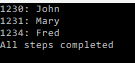 1230: John
1231: Mary
1234: Fred
All steps completed